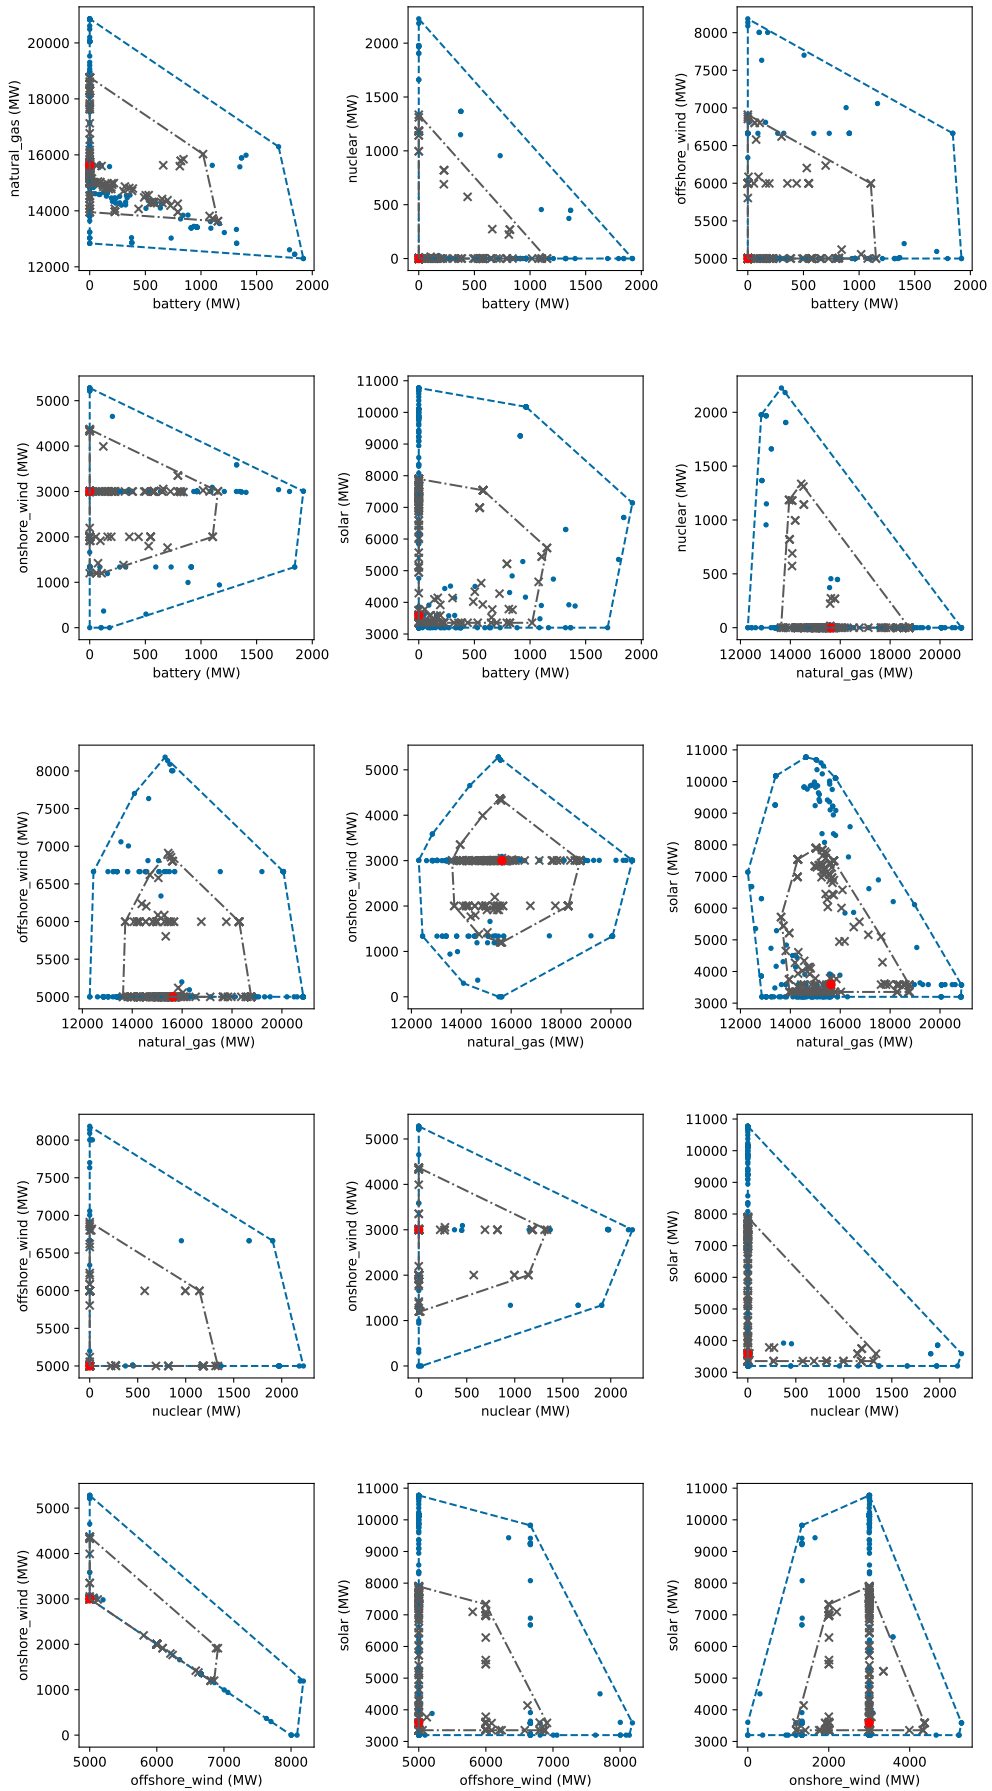 natural_gas (MW)
20000
18000
16000
14000
12000
0 500 1000 1500 2000
battery (MW)
nuclear (MW)
2000
1500
1000
500
0
0 500 1000 1500 2000
battery (MW)
offshore_wind (MW)
8000
7500
7000
6500
6000
5500
5000
0 500 1000 1500 2000
battery (MW)
onshore_wind (MW)
5000
4000
3000
2000
1000
0
0 500 1000 1500 2000
battery (MW)
solar (MW)
11000
10000
9000
8000
7000
6000
5000
4000
3000
0 500 1000 1500 2000
battery (MW)
nuclear (MW)
2000
1500
1000
500
0
12000 14000 16000 18000 20000
natural_gas (MW)
offshore_wind (MW)
8000
7500
7000
6500
6000
5500
5000
12000 14000 16000 18000 20000
natural_gas (MW)
onshore_wind (MW)
5000
4000
3000
2000
1000
0
12000 14000 16000 18000 20000
natural_gas (MW)
solar (MW)
11000
10000
9000
8000
7000
6000
5000
4000
3000
12000 14000 16000 18000 20000
natural_gas (MW)
offshore_wind (MW)
8000
7500
7000
6500
6000
5500
5000
0 500 1000 1500 2000
nuclear (MW)
onshore_wind (MW)
5000
4000
3000
2000
1000
0
0 500 1000 1500 2000
nuclear (MW)
solar (MW)
11000
10000
9000
8000
7000
6000
5000
4000
3000
0 500 1000 1500 2000
nuclear (MW)
onshore_wind (MW)
5000
4000
3000
2000
1000
0
5000 6000 7000 8000
offshore_wind (MW)
solar (MW)
11000
10000
9000
8000
7000
6000
5000
4000
3000
5000 6000 7000 8000
offshore_wind (MW)
solar (MW)
11000
10000
9000
8000
7000
6000
5000
4000
3000
0 2000 4000
onshore_wind (MW)